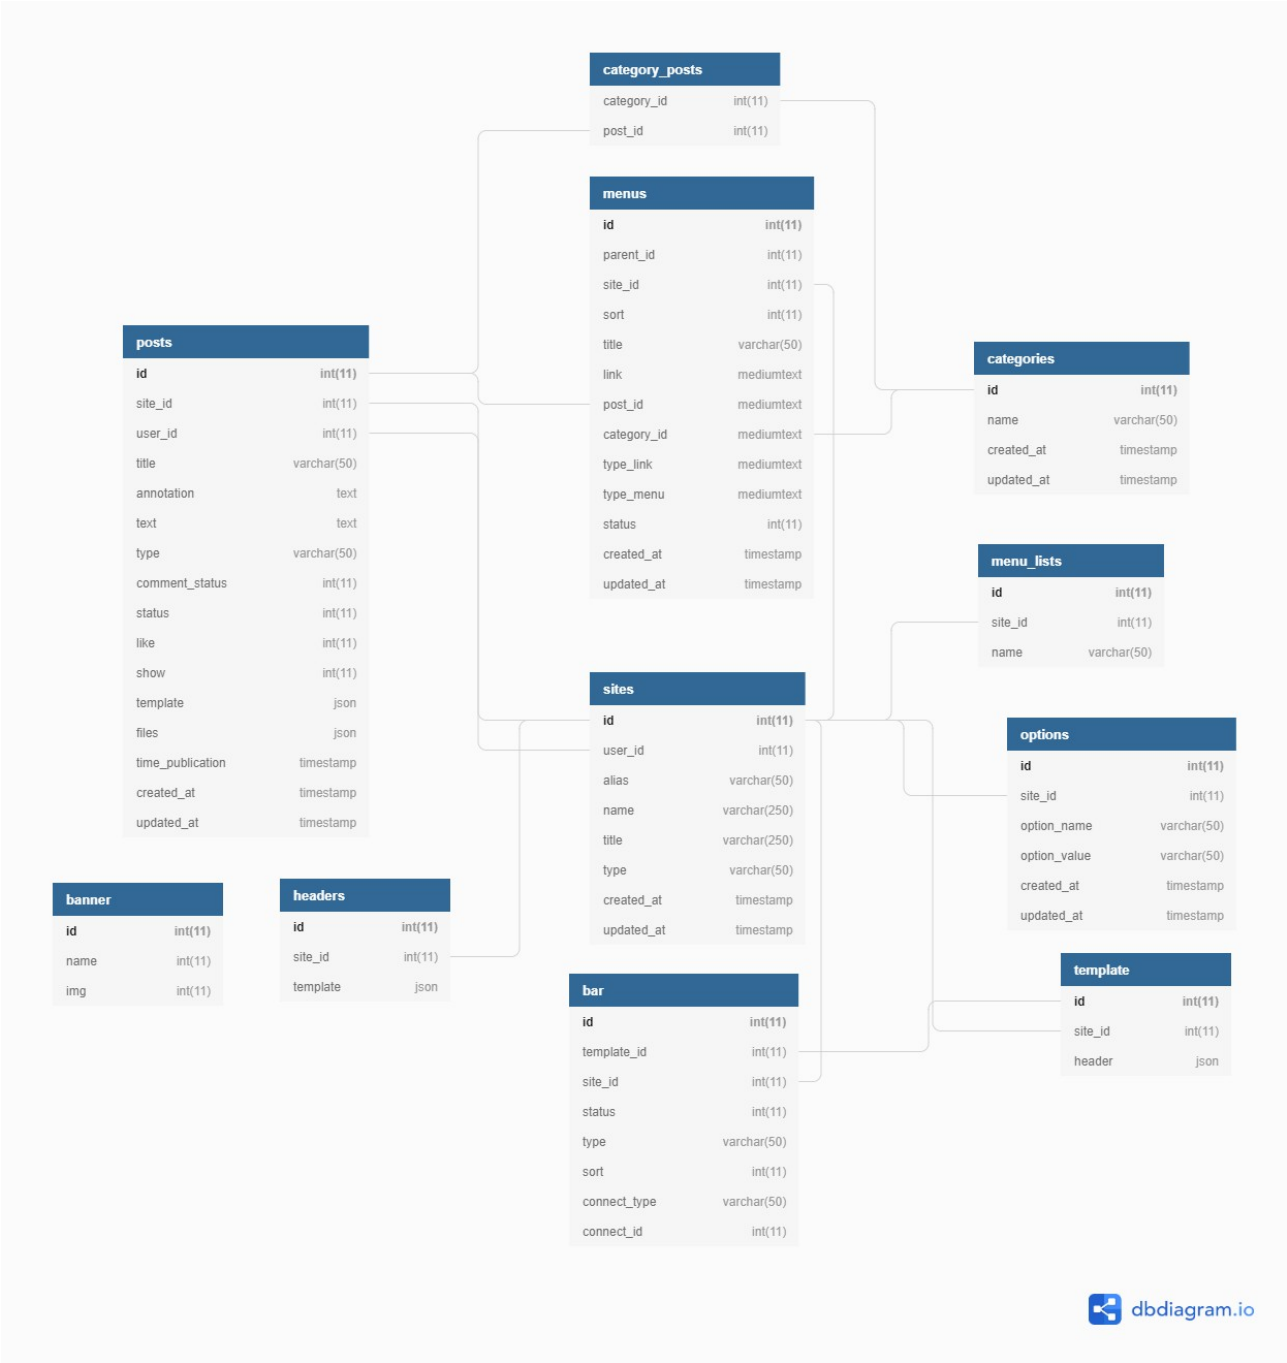 category_posts
category_id int(11)
post_id int(11)
menus
id int(11)
parent_id int(11)
site_id int(11)
sort int(11)
title varchar(50)
link mediumtext
post_id mediumtext
category_id mediumtext
type_link mediumtext
type_menu mediumtext
status int(11)
created_at timestamp
updated_at timestamp
posts
id int(11)
site_id int(11)
user_id int(11)
title varchar(50)
annotation text
text text
type varchar(50)
comment_status int(11)
status int(11)
like int(11)
show int(11)
template json
files json
time_publication timestamp
created_at timestamp
updated_at timestamp
categories
id int(11)
name varchar(50)
created_at timestamp
updated_at timestamp
menu_lists
id int(11)
site_id int(11)
name varchar(50)
sites
id int(11)
user_id int(11)
alias varchar(50)
name varchar(250)
title varchar(250)
type varchar(50)
created_at timestamp
updated_at timestamp
options
id int(11)
site_id int(11)
option_name varchar(50)
option_value varchar(50)
created_at timestamp
updated_at timestamp
banner
id int(11)
name int(11)
img int(11)
headers
id int(11)
site_id int(11)
template json
bar
id int(11)
template_id int(11)
site_id int(11)
status int(11)
type varchar(50)
sort int(11)
connect_type varchar(50)
connect_id int(11)
template
id int(11)
site_id int(11)
header json
dbdiagram.io